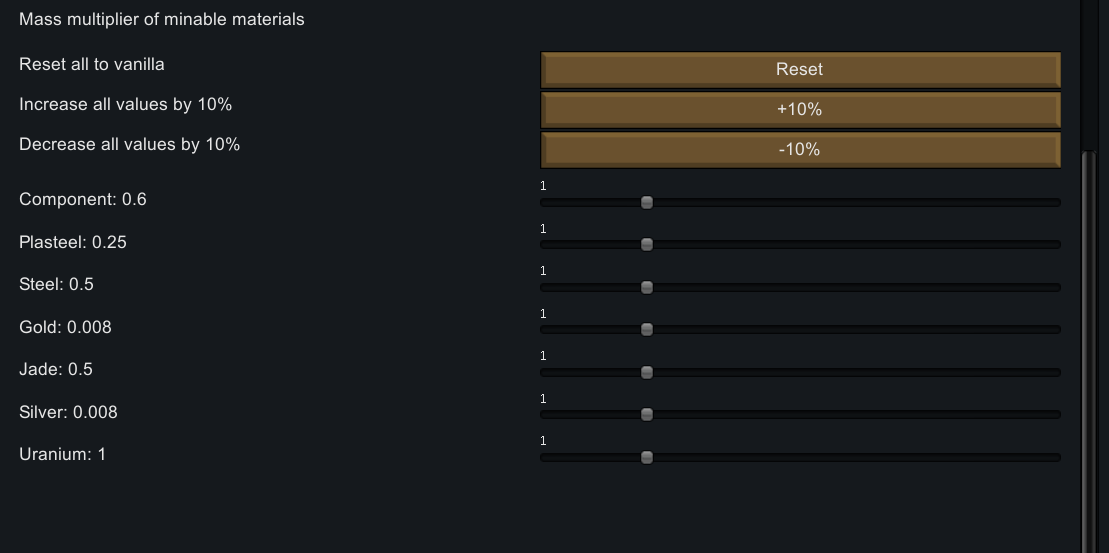 Mass multiplier of minable materials
Reset all to vanilla
Reset
Increase all values by 10%
+10%
Decrease all values by 10%
-10%
1
Component: 0.6
1
Plasteel: 0.25
1
Steel: 0.5
1
Gold: 0.008
1
Jade: 0.5
1
Silver: 0.008
1
Uranium: 1